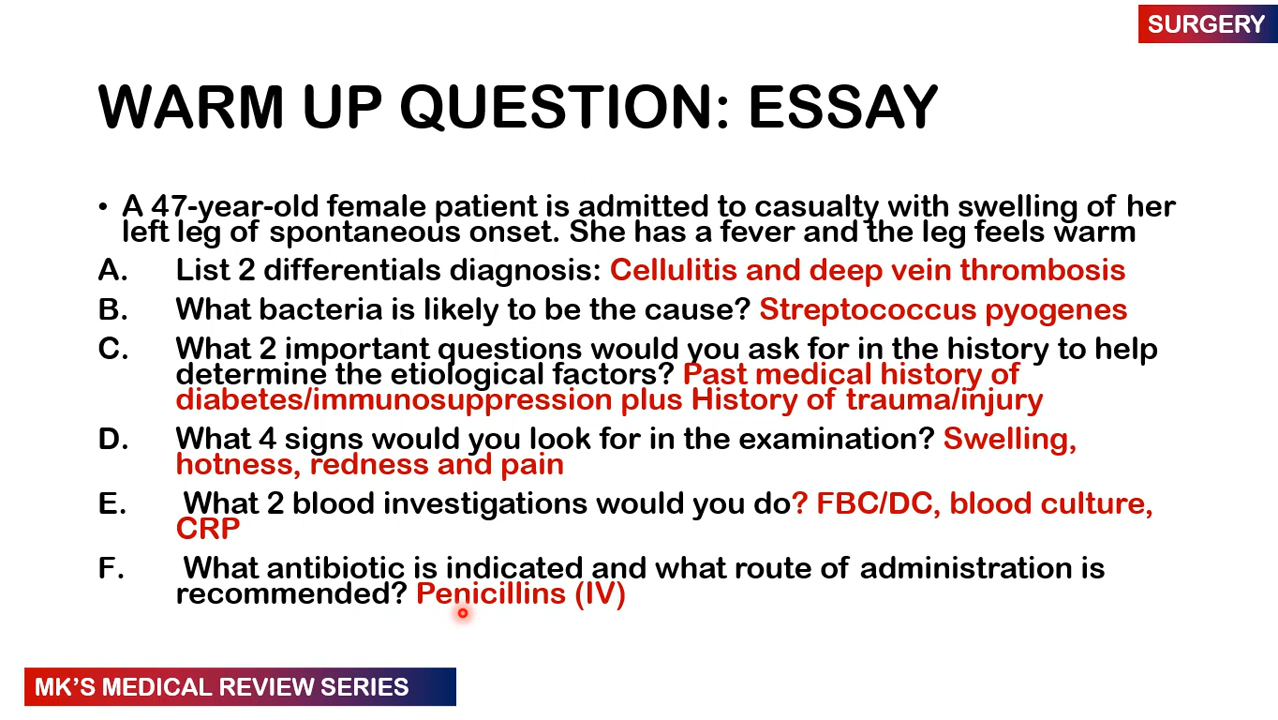 SURGERY
WARM UP QUESTION: ESSAY
• A 47-year-old female patient is admitted to casualty with swelling of her
left leg of spontaneous onset. She has a fever and the leg feels warm
A. List 2 differentials diagnosis: Cellulitis and deep vein thrombosis
B. What bacteria is likely to be the cause? Streptococcus pyogenes
C. What 2 important questions would you ask for in the history to help
determine the etiological factors? Past medical history of
diabetes/immunosuppression plus History of trauma/injury
D. What 4 signs would you look for in the examination? Swelling,
hotness, redness and pain
E. What 2 blood investigations would you do? FBC/DC, blood culture,
CRP
F. What antibiotic is indicated and what route of administration is
recommended? Penicillins (IV)
MK'S MEDICAL REVIEW SERIES